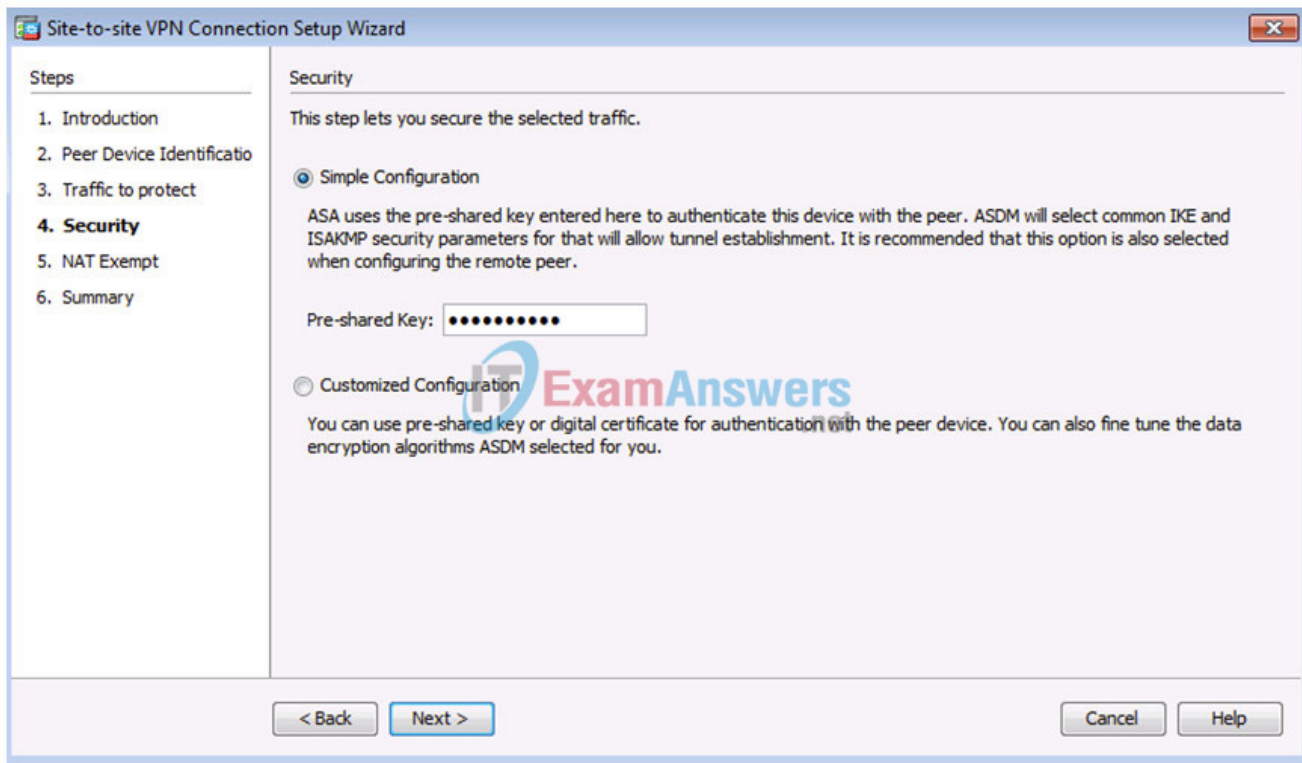 Site-to-site VPN Connection Setup Wizard
Steps
1. Introduction
2. Peer Device Identificatio
3. Traffic to protect
4. Security
5. NAT Exempt
6. Summary
Security
This step lets you secure the selected traffic.
Simple Configuration
ASA uses the pre-shared key entered here to authenticate this device with the peer. ASDM will select common IKE and
ISAKMP security parameters for that will allow tunnel establishment. It is recommended that this option is also selected
when configuring the remote peer.
Pre-shared Key: ••••••••••
Customized Configuration
You can use pre-shared key or digital certificate for authentication with the peer device. You can also fine tune the data
encryption algorithms ASDM selected for you.
ITExamAnswers
.net
< Back
Next >
Cancel
Help